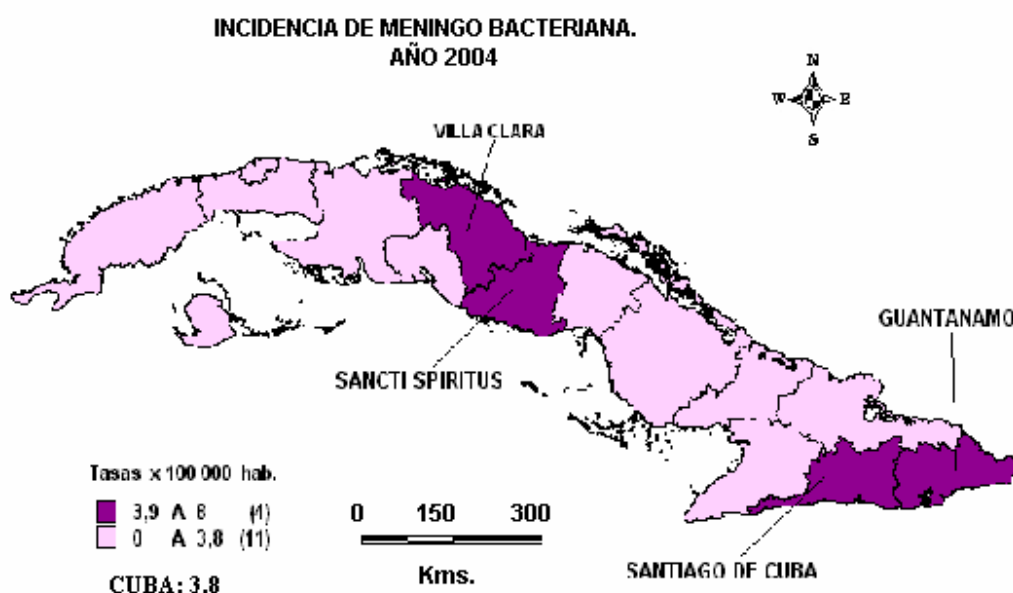 INCIDENCIA DE MENINGO BACTERIANA.
AÑO 2004
N
W E
S
VILLA CLARA
GUANTANAMO
SANCTI SPIRITUS
Tasas x 100 000 hab.
3,9 A 8 (4)
0 A 3,8 (11)
CUBA: 3.8
0 150 300
Kms.
SANTIAGO DE CUBA